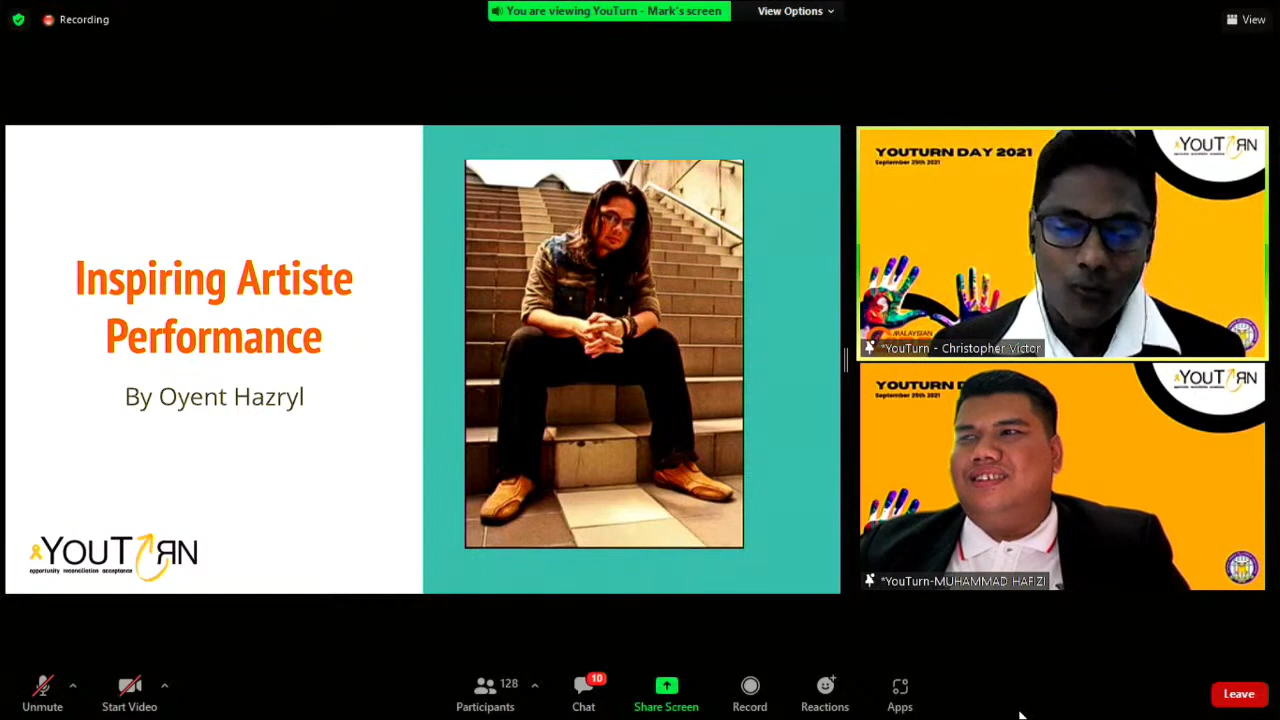 Recording
You are viewing YouTurn - Mark's screen
View Options
View
Inspiring Artiste
Performance
By Oyent Hazryl
YOUTURN
opportunity reconciliation acceptance
YOUTURN DAY 2021
September 25th 2021
YOUTURN
MALAYSIAN
*YouTurn - Christopher Victor
YOUTURN D
September 25th 2021
YOUTURN
*YouTurn-MUHAMMAD HAFIZI
Unmute
Start Video
128
Participants
10
Chat
Share Screen
Record
Reactions
Apps
Leave